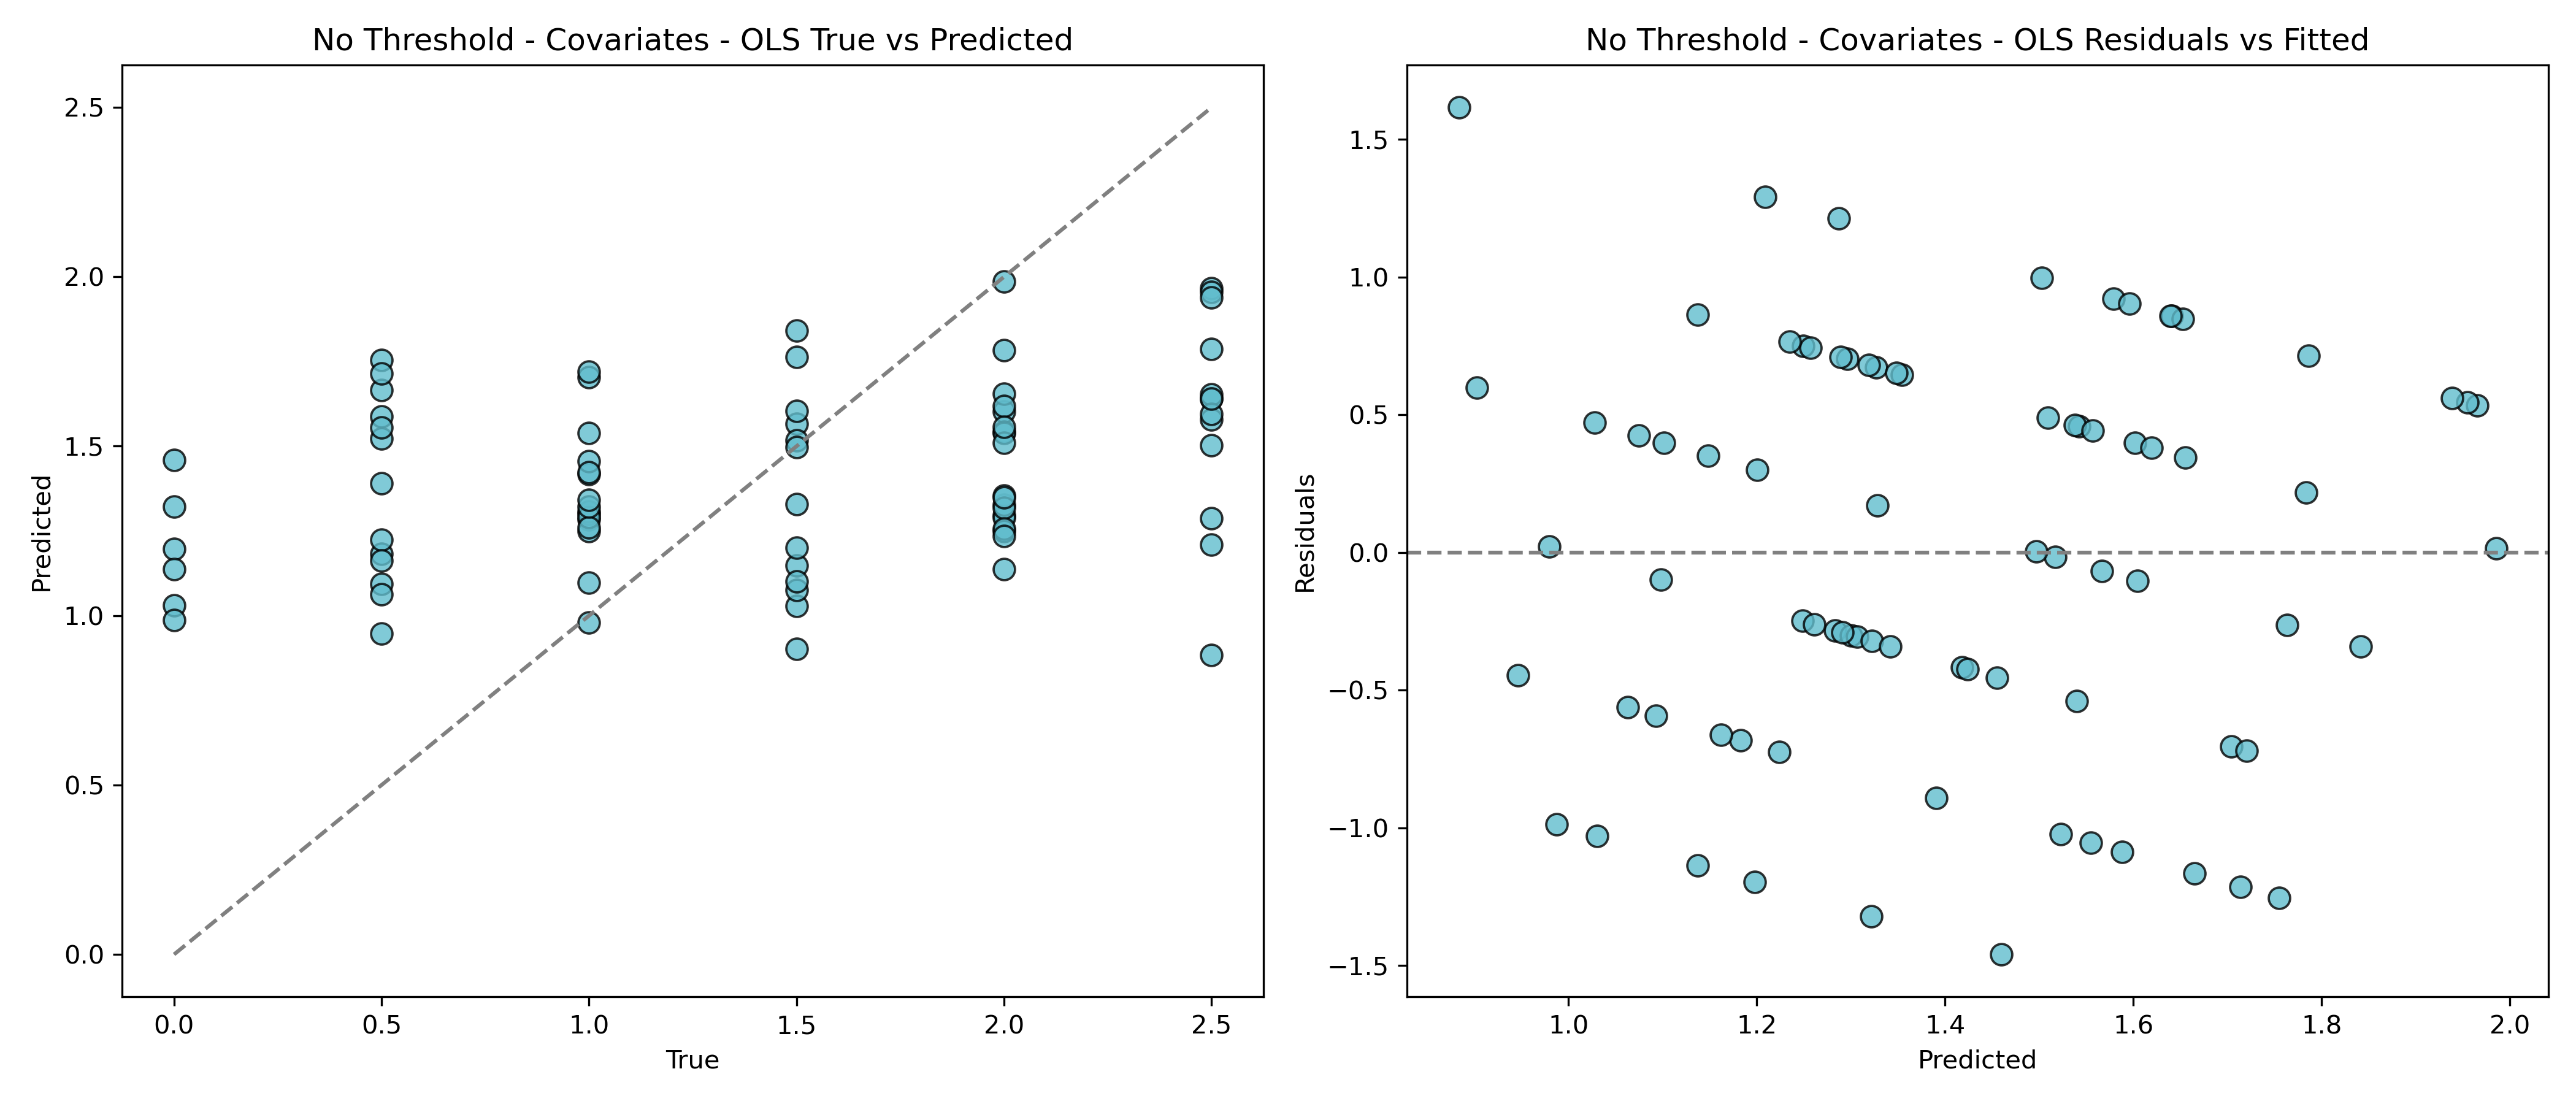 No Threshold - Covariates - OLS True vs Predicted
2.5
2.0
1.5
1.0
0.5
0.0
Predicted
0.0 0.5 1.0 1.5 2.0 2.5
True
No Threshold - Covariates - OLS Residuals vs Fitted
1.5
1.0
0.5
0.0
−0.5
−1.0
−1.5
Residuals
1.0 1.2 1.4 1.6 1.8 2.0
Predicted